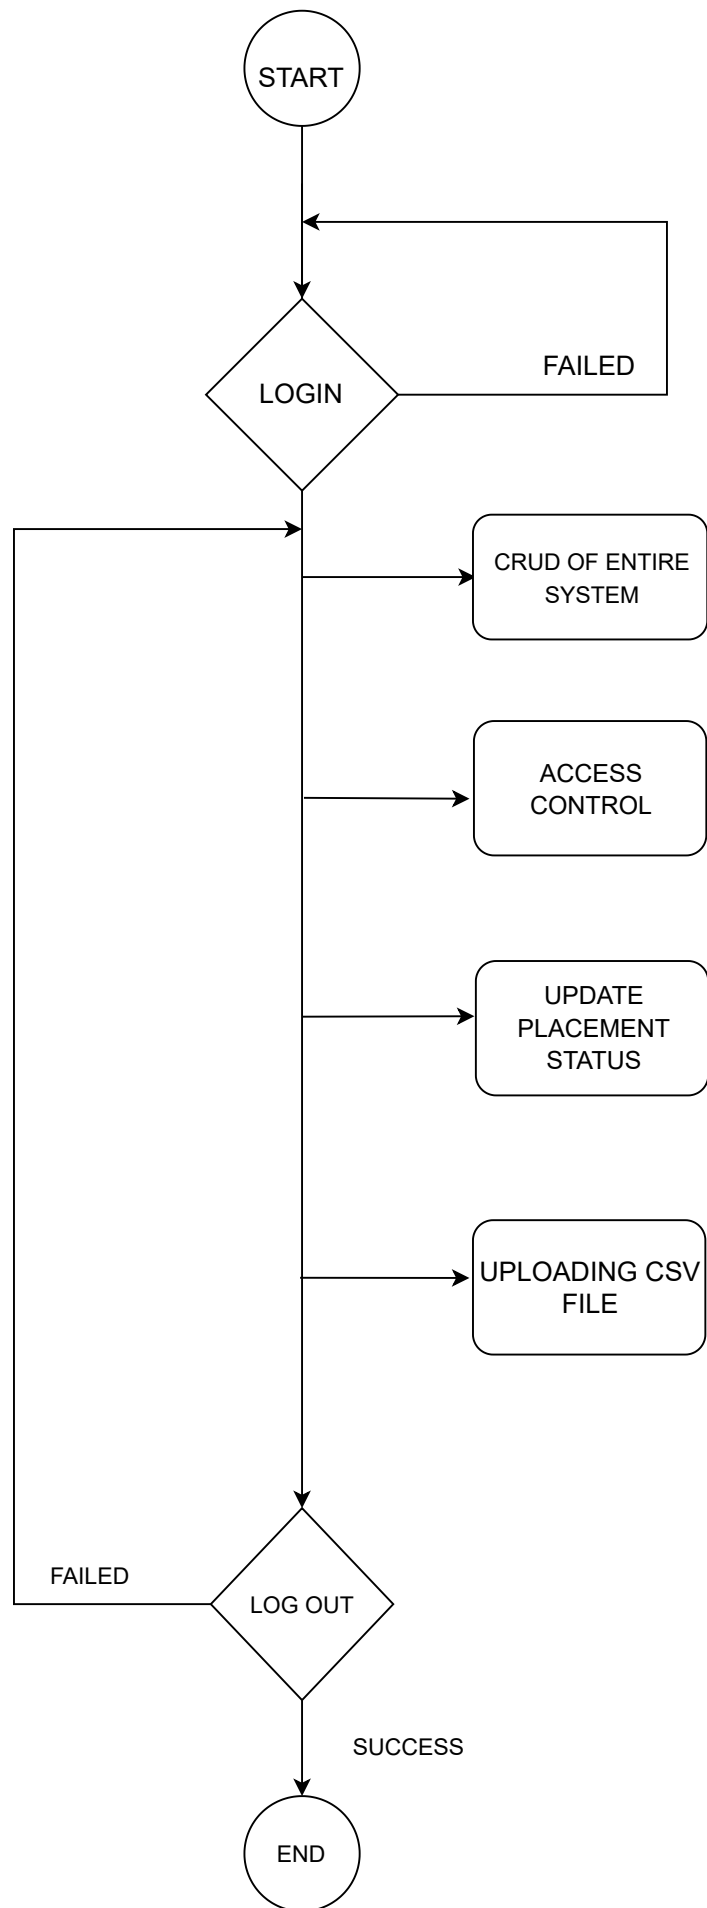 START
FAILED
LOGIN
CRUD OF ENTIRE
SYSTEM
ACCESS
CONTROL
UPDATE
PLACEMENT
STATUS
UPLOADING CSV
FILE
FAILED
LOG OUT
SUCCESS
END